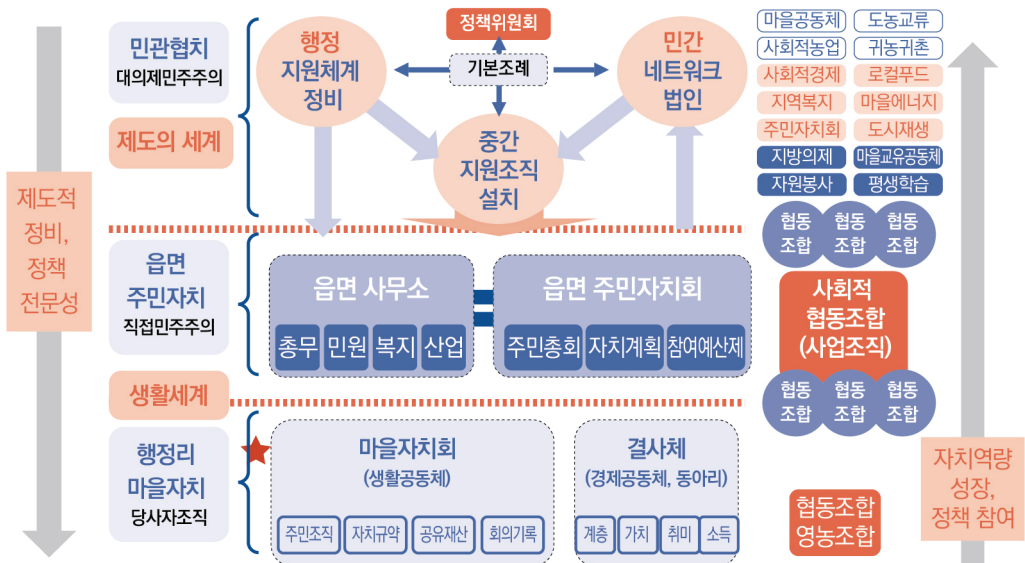 민관협치
대의제민주주의
제도의 세계
행정
지원체계
정비
정책위원회
기본조례
민간
네트워크
법인
중간
지원조직
설치
마을공동체
도농교류
사회적농업
귀농귀촌
사회적경제
로컬푸드
지역복지
마을에너지
주민자치회
도시재생
지방의제
마을교유공동체
자원봉사
평생학습
제도적
정비,
정책
전문성
읍면
주민자치
직접민주주의
읍면 사무소
총무
민원
복지
산업
읍면 주민자치회
주민총회
자치계획
참여예산제
협동
조합
협동
조합
협동
조합
사회적
협동조합
(사업조직)
협동
조합
협동
조합
협동
조합
생활세계
행정리
마을자치
당사자조직
마을자치회
(생활공동체)
주민조직
자치규약
공유재산
회의기록
결사체
(경제공동체, 동아리)
계층
가치
취미
소득
협동조합
영농조합
자치역량
성장,
정책 참여